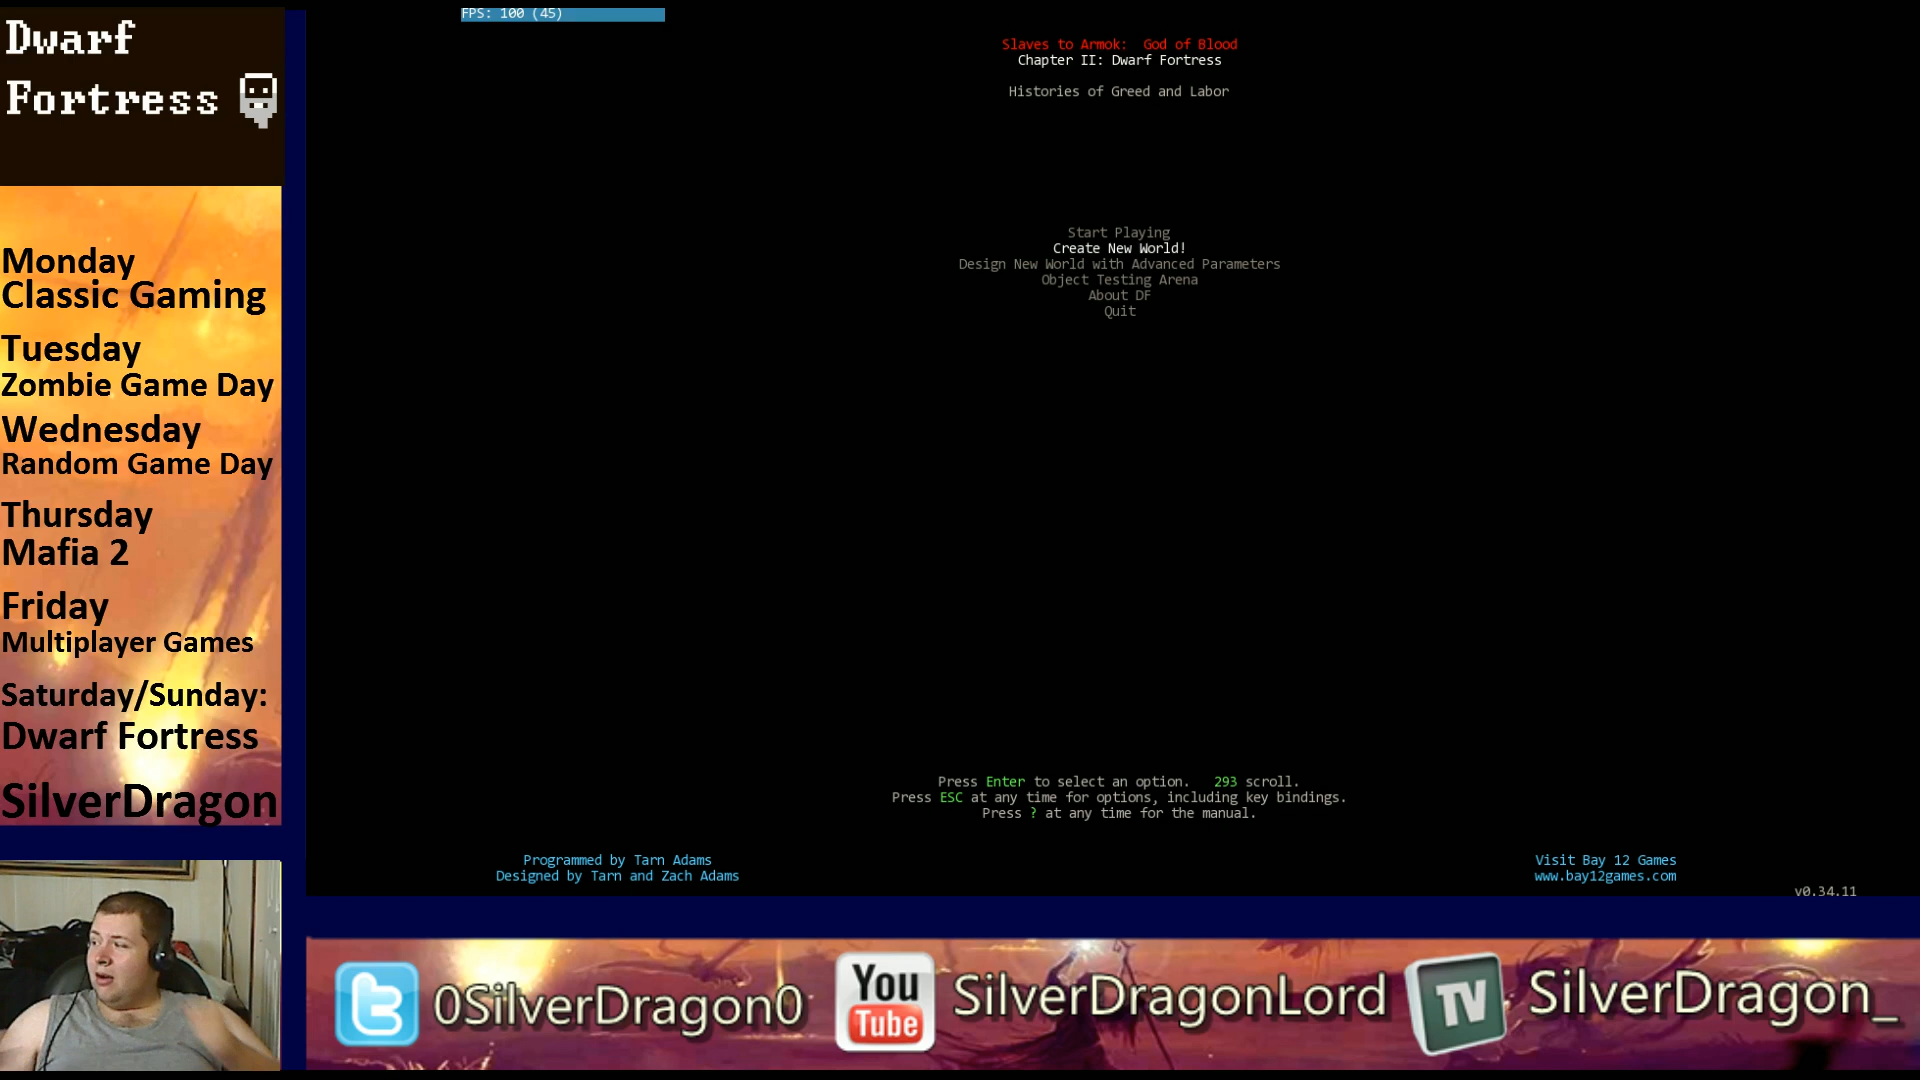 Dwarf
Fortress
Monday
Classic Gaming
Tuesday
Zombie Game Day
Wednesday
Random Game Day
Thursday
Mafia 2
Friday
Multiplayer Games
Saturday/Sunday:
Dwarf Fortress
SilverDragon
FPS: 100 (45)
Slaves to Armok:  God of Blood
Chapter II: Dwarf Fortress
Histories of Greed and Labor
Start Playing
Create New World!
Design New World with Advanced Parameters
Object Testing Arena
About DF
Quit
Press Enter to select an option.   293 scroll.
Press ESC at any time for options, including key bindings.
Press ? at any time for the manual.
Programmed by Tarn Adams
Designed by Tarn and Zach Adams
Visit Bay 12 Games
www.bay12games.com
v0.34.11
0SilverDragon0
You Tube
SilverDragonLord
TV
SilverDragon_